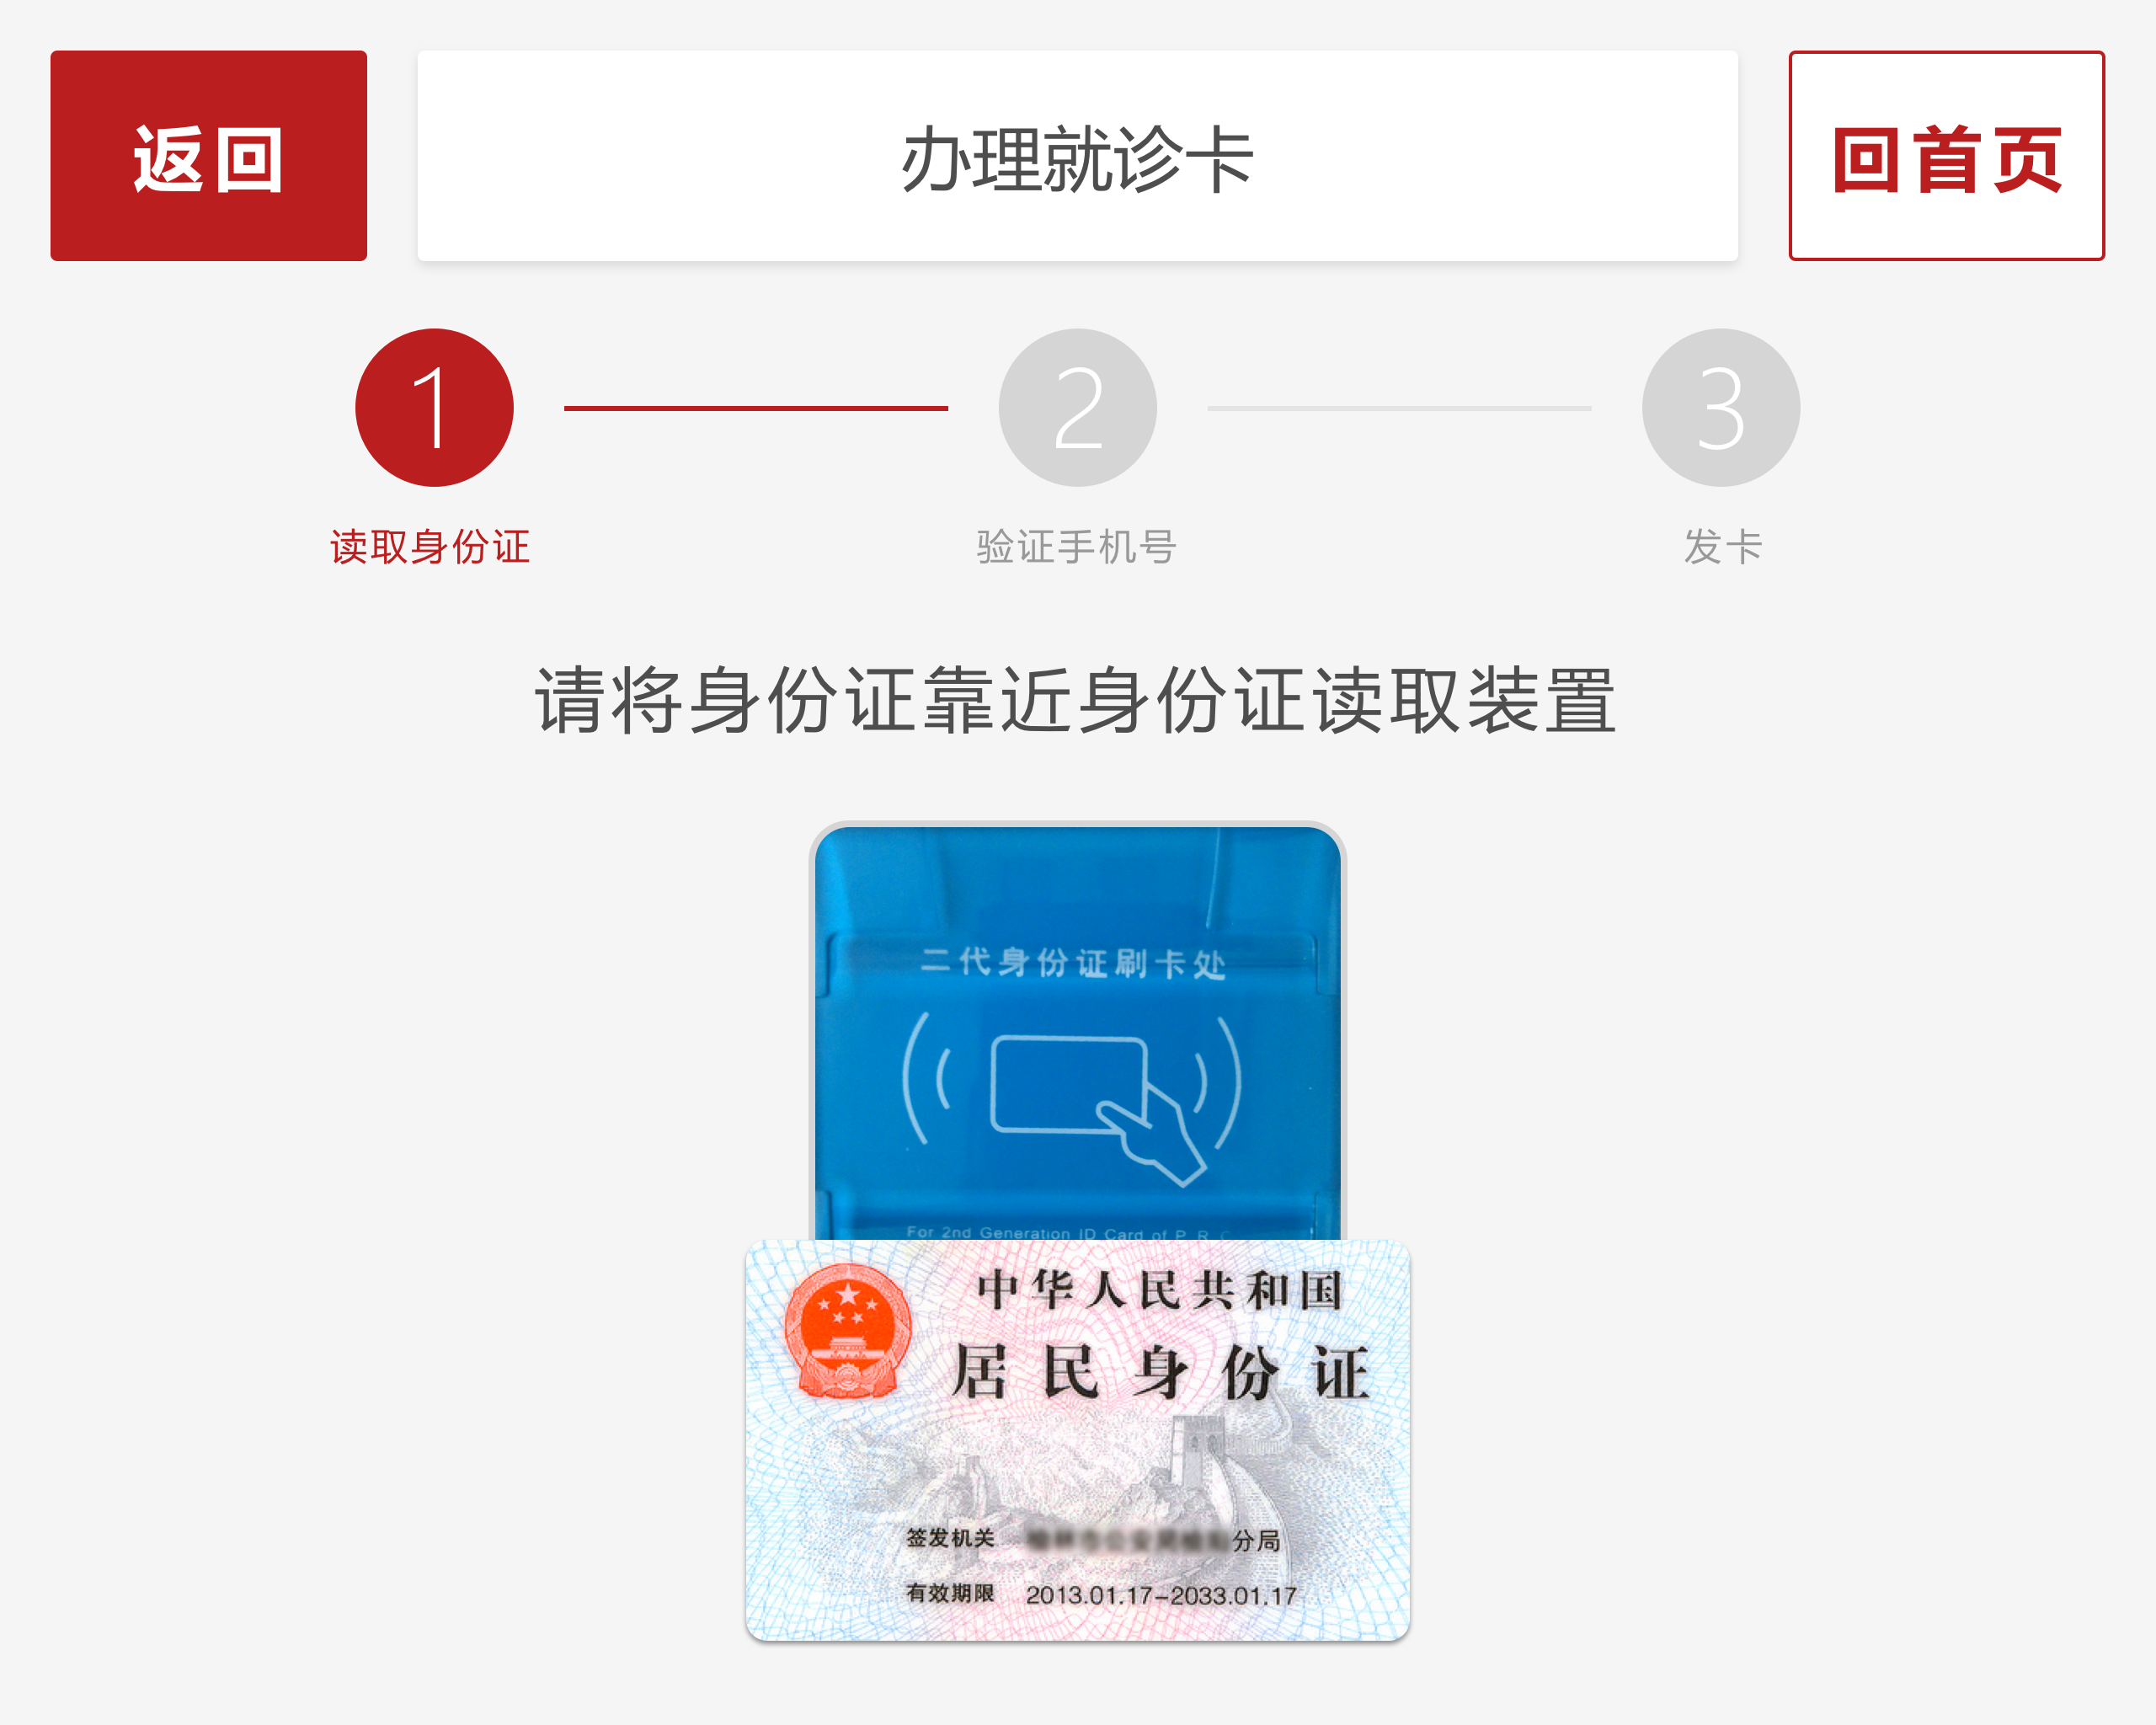 返回
办理就诊卡
回首页
1
2
3
读取身份证
验证手机号
发卡
请将身份证靠近身份证读取装置
二代身份证刷卡处
For 2nd Generation ID Card of P. R. C
中华人民共和国
居民身份证
签发机关 分局
有效期限 2013.01.17-2033.01.17